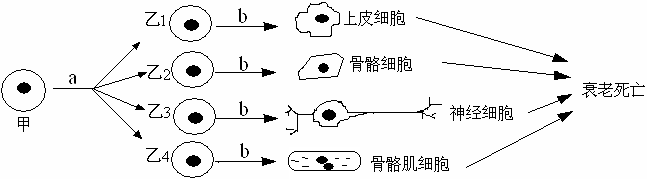 乙1 b 上皮细胞
乙2 b 骨骼细胞
甲 a 衰老死亡
乙3 b 神经细胞
乙4 b 骨骼肌细胞